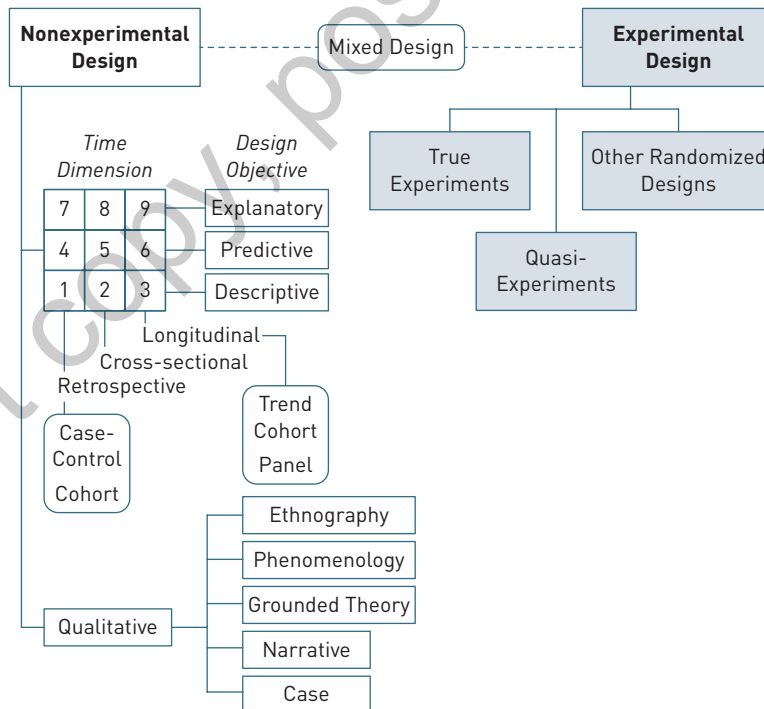 Nonexperimental
Design
Mixed Design
Experimental
Design
Time
Dimension
Design
Objective
True
Experiments
Other Randomized
Designs
Quasi-
Experiments
7 8 9
Explanatory
4 5 6
Predictive
1 2 3
Descriptive
Longitudinal
Cross-sectional
Retrospective
Case-
Control
Cohort
Trend
Cohort
Panel
Ethnography
Phenomenology
Grounded Theory
Qualitative
Narrative
Case
copy, pos